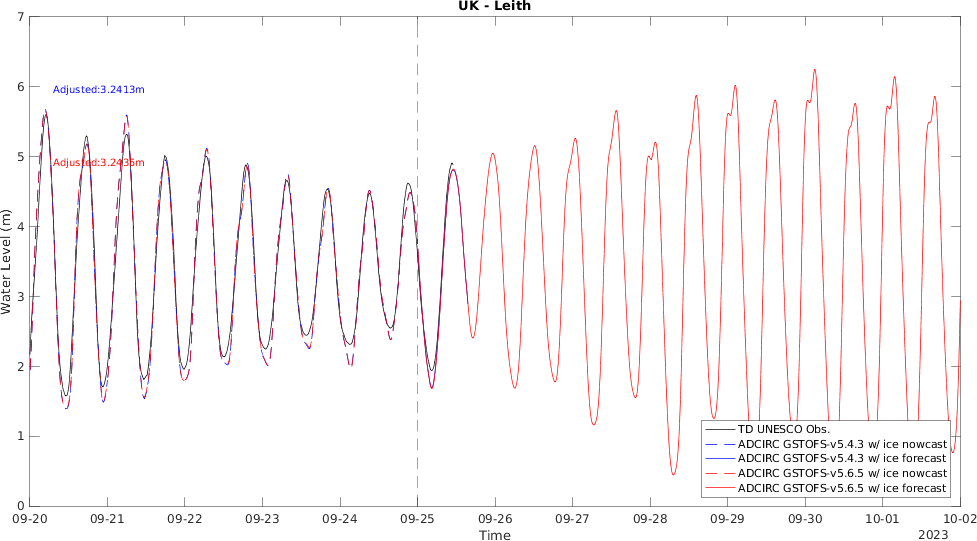 UK - Leith
7
6
5
4
3
2
1
0
Water Level (m)
Adjusted:3.2413m
Adjusted:3.2435m
TD UNESCO Obs.
ADCIRC GSTOFS-v5.4.3 w/ ice nowcast
ADCIRC GSTOFS-v5.4.3 w/ ice forecast
ADCIRC GSTOFS-v5.6.5 w/ ice nowcast
ADCIRC GSTOFS-v5.6.5 w/ ice forecast
09-20 09-21 09-22 09-23 09-24 09-25 09-26 09-27 09-28 09-29 09-30 10-01 10-02
Time
2023